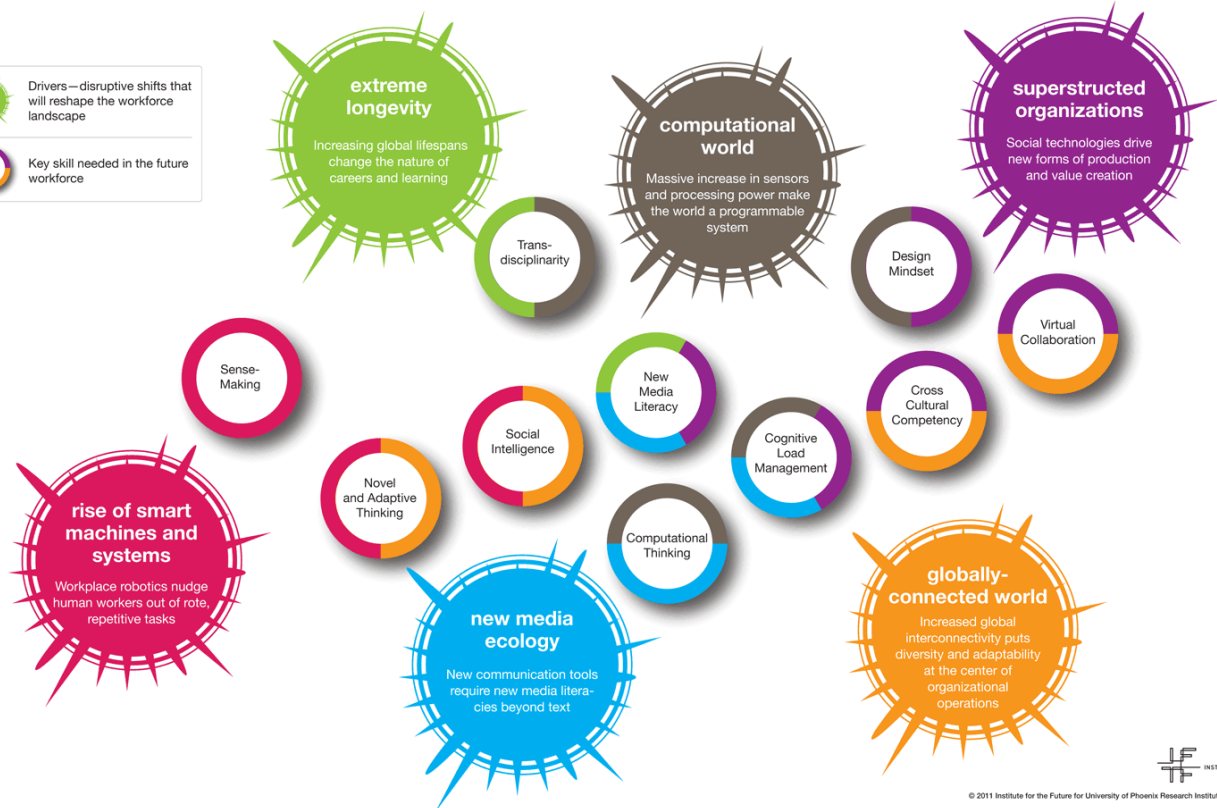 Drivers—disruptive shifts that
will reshape the workforce
landscape
Key skill needed in the future
workforce
extreme
longevity
Increasing global lifespans
change the nature of
careers and learning
computational
world
Massive increase in sensors
and processing power make
the world a programmable
system
superstructed
organizations
Social technologies drive
new forms of production
and value creation
Trans-
disciplinarity
Design
Mindset
Virtual
Collaboration
Sense-
Making
New
Media
Literacy
Cross
Cultural
Competency
Social
Intelligence
Cognitive
Load
Management
Novel
and Adaptive
Thinking
Computational
Thinking
rise of smart
machines and
systems
Workplace robotics nudge
human workers out of rote,
repetitive tasks
new media
ecology
New communication tools
require new media litera-
cies beyond text
globally-
connected world
Increased global
interconnectivity puts
diversity and adaptability
at the center of
organizational
operations
INST
© 2011 Institute for the Future for University of Phoenix Research Institut